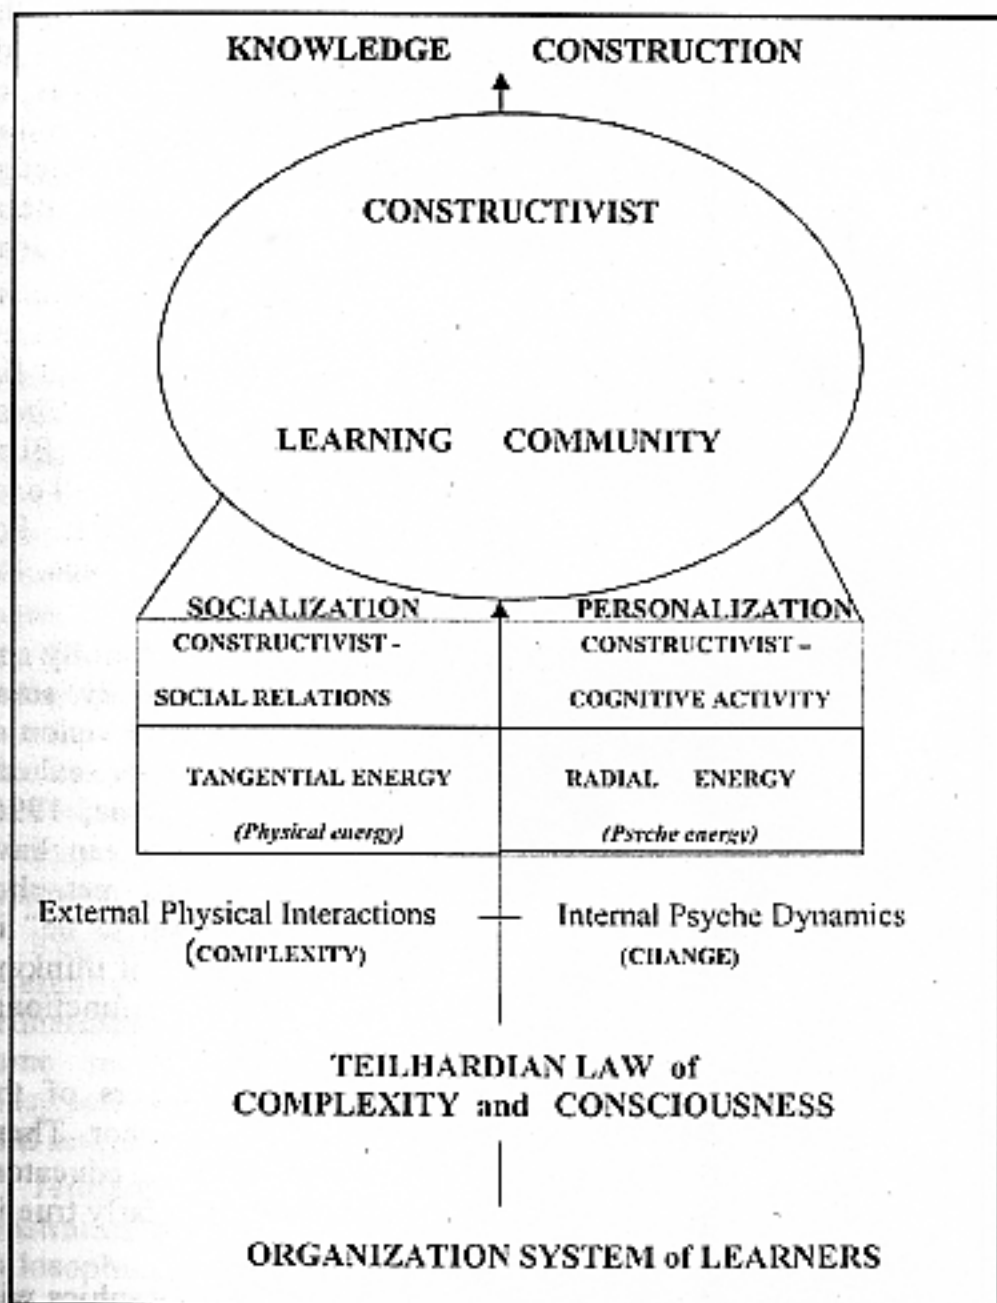 KNOWLEDGE CONSTRUCTION
CONSTRUCTIVIST
LEARNING COMMUNITY
SOCIALIZATION PERSONALIZATION
CONSTRUCTIVIST - CONSTRUCTIVIST –
SOCIAL RELATIONS COGNITIVE ACTIVITY
TANGENTIAL ENERGY RADIAL ENERGY
(Physical energy) (Psyche energy)
External Physical Interactions Internal Psyche Dynamics
(COMPLEXITY) (CHANGE)
TEILHARDIAN LAW of
COMPLEXITY and CONSCIOUSNESS
ORGANIZATION SYSTEM of LEARNERS